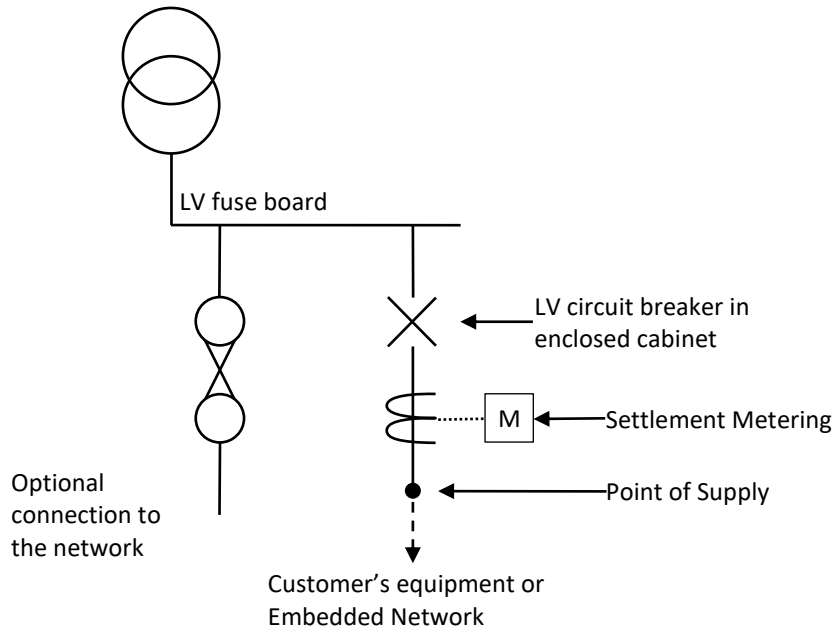 LV fuse board
LV circuit breaker in
enclosed cabinet
M
Settlement Metering
Point of Supply
Optional
connection to
the network
Customer’s equipment or
Embedded Network